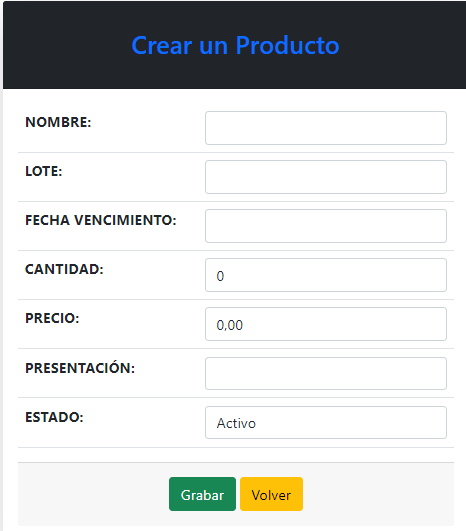 Crear un Producto
NOMBRE:
LOTE:
FECHA VENCIMIENTO:
CANTIDAD: 0
PRECIO: 0,00
PRESENTACIÓN:
ESTADO: Activo
Grabar Volver